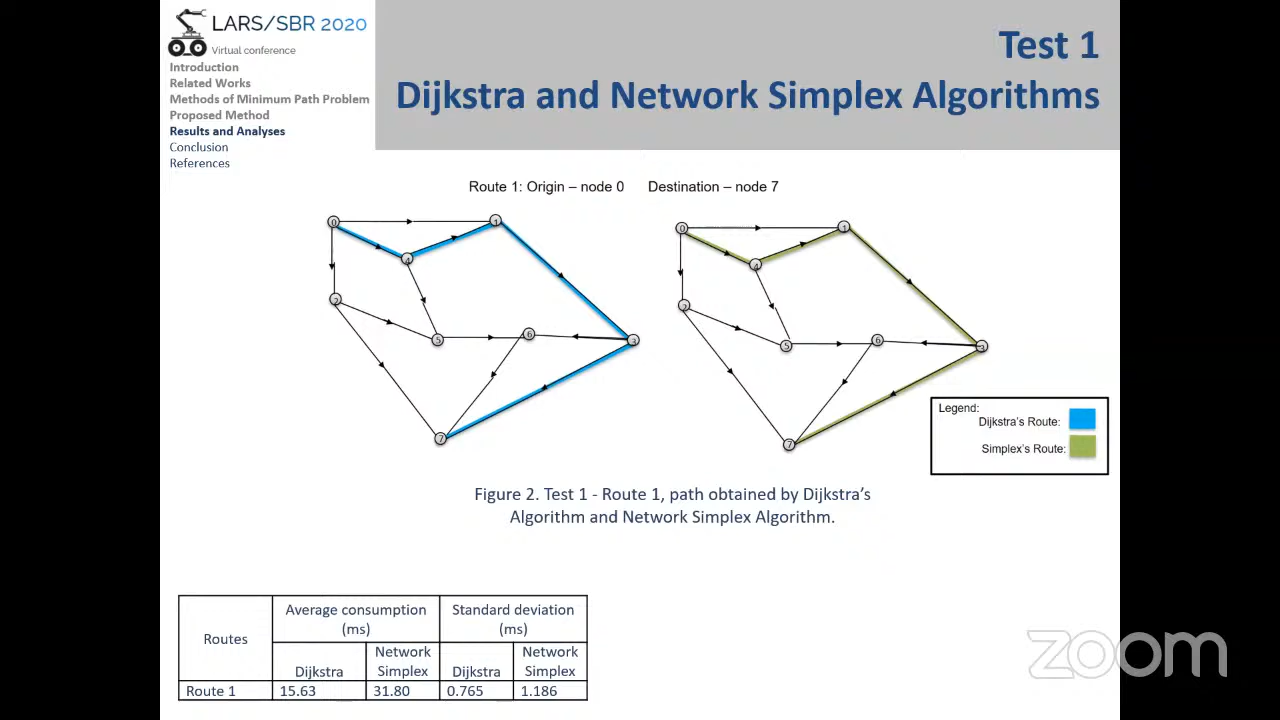 LARS/SBR 2020
Virtual conference
Introduction
Related Works
Methods of Minimum Path Problem
Proposed Method
Results and Analyses
Conclusion
References
Test 1
Dijkstra and Network Simplex Algorithms
Route 1: Origin – node 0 Destination – node 7
0
1
4
2
5
6
3
7
0
1
4
2
5
6
3
7
Legend:
Dijkstra's Route:
Simplex's Route:
Figure 2. Test 1 - Route 1, path obtained by Dijkstra's
Algorithm and Network Simplex Algorithm.
Routes
Average consumption
(ms)
Standard deviation
(ms)
Dijkstra
Network
Simplex
Dijkstra
Network
Simplex
Route 1 15.63 31.80 0.765 1.186
zoom